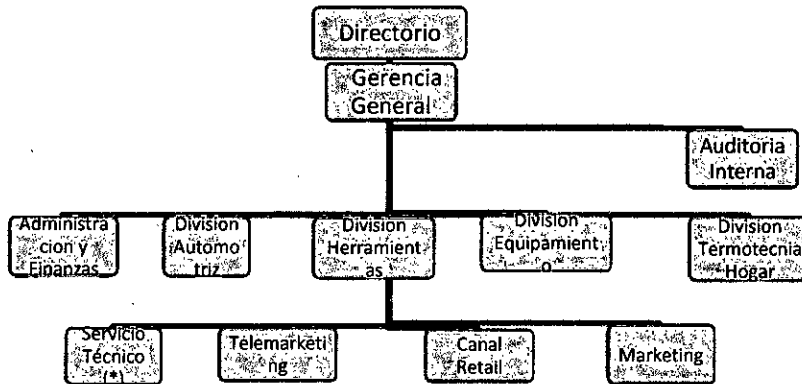 Directorio
Gerencia
General
Auditoria
Interna
Administra
cion y
Finanzas
Division
Automo
triz
Division
Herramient
as
Division
Equipamient
o
Division
Termotecnia
Hogar
Servicio
Técnico
(*)
Telemarketi
ng
Canal
Retail
Marketing